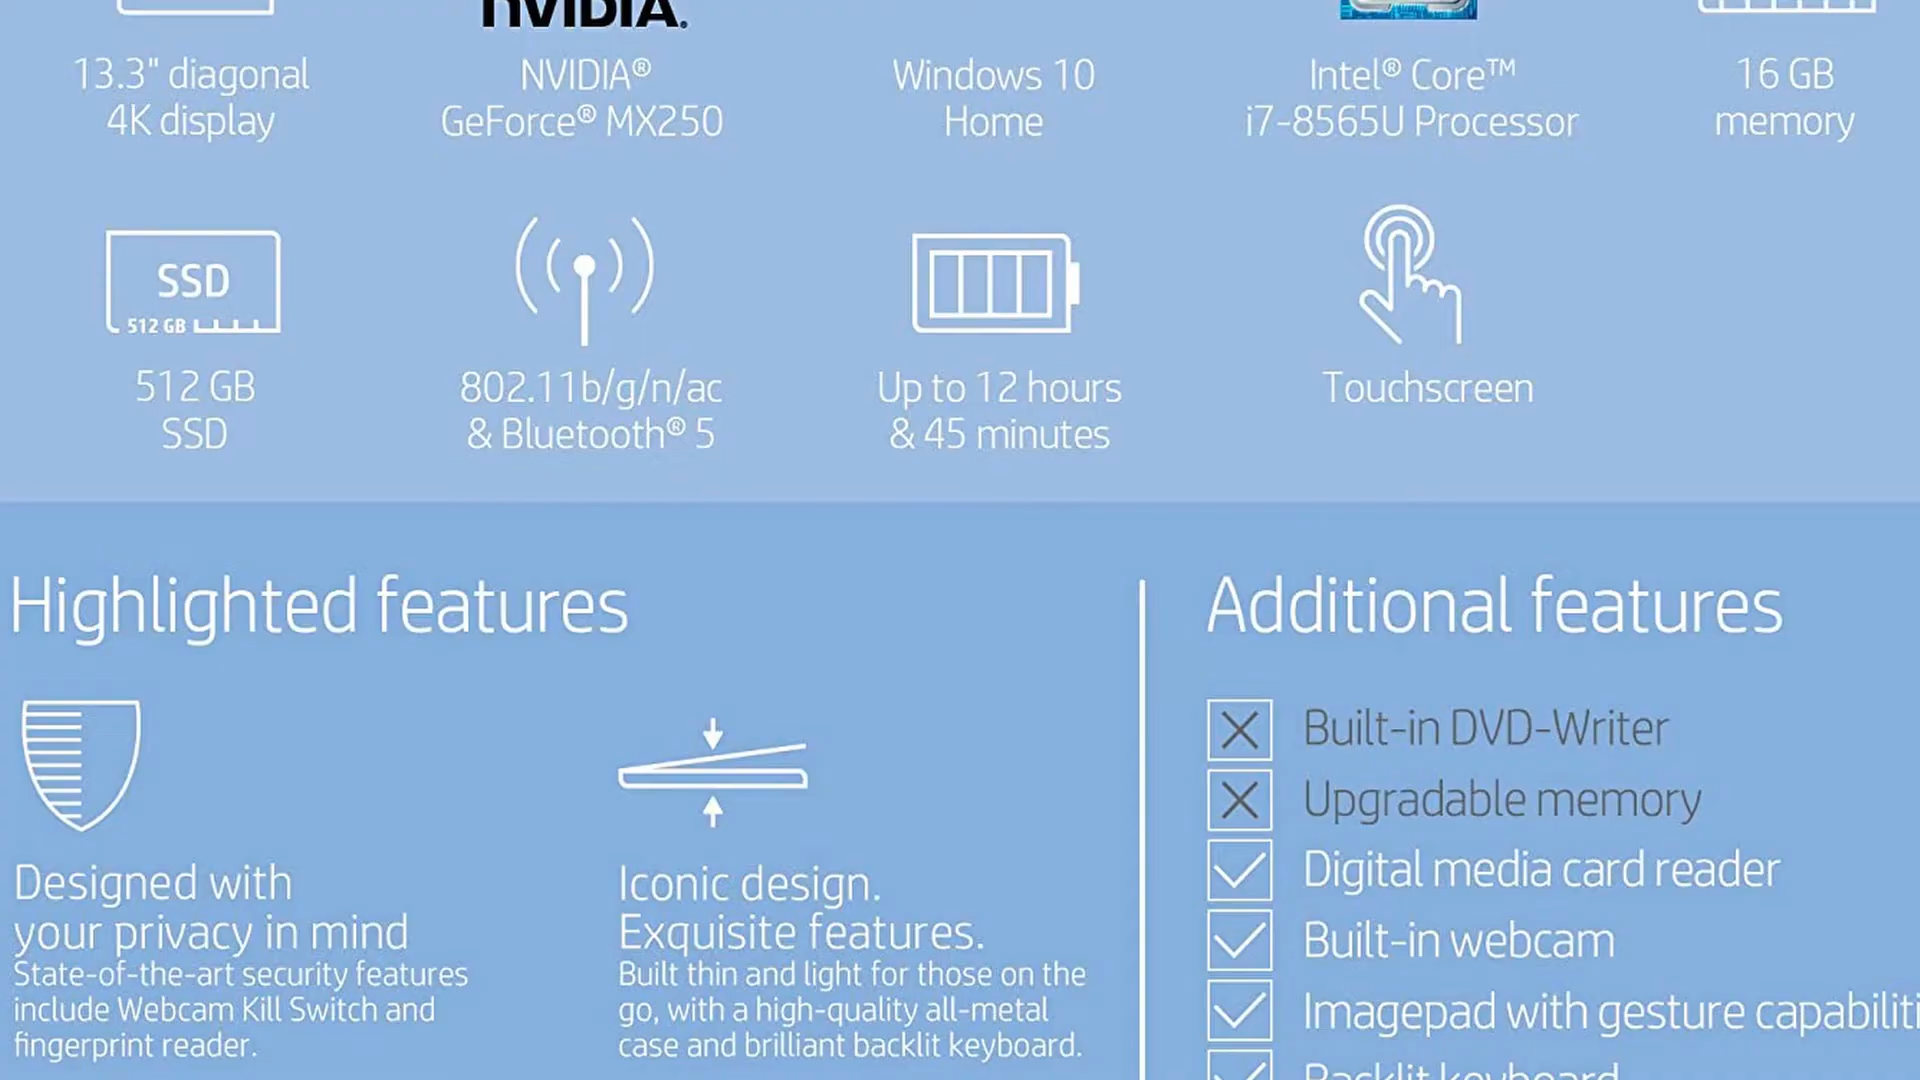 nVIDIA.
13.3" diagonal
4K display
NVIDIA®
GeForce® MX250
Windows 10
Home
Intel® Core™
i7-8565U Processor
16 GB
memory
SSD
512 GB
512 GB
SSD
802.11b/g/n/ac
& Bluetooth® 5
Up to 12 hours
& 45 minutes
Touchscreen
Highlighted features
Designed with
your privacy in mind
State-of-the-art security features
include Webcam Kill Switch and
fingerprint reader.
Iconic design.
Exquisite features.
Built thin and light for those on the
go, with a high-quality all-metal
case and brilliant backlit keyboard.
Additional features
Built-in DVD-Writer
Upgradable memory
Digital media card reader
Built-in webcam
Imagepad with gesture capabiliti
Backlit keyboard